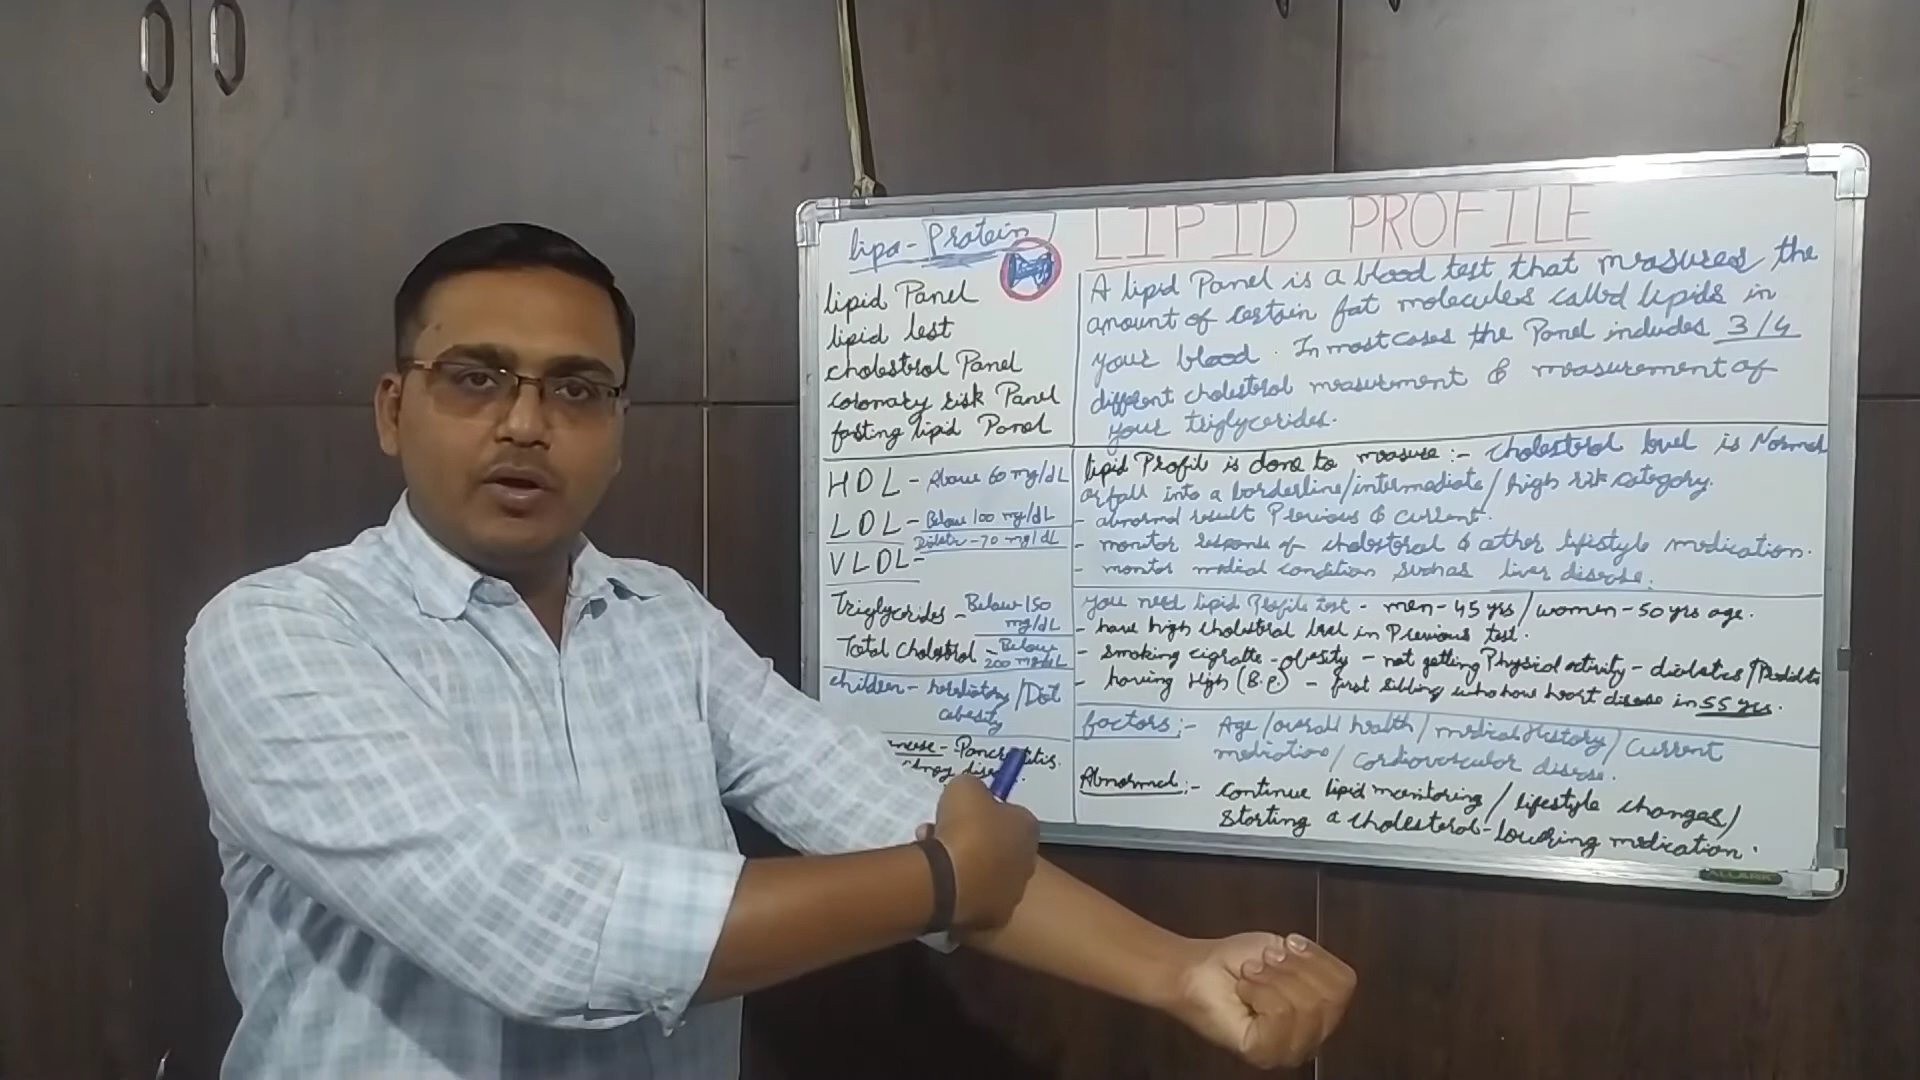 LIPID PROFILE
lipo-Protein
lipid Panel
lipid test
cholestrol Panel
coronary risk Panel
fasting lipid Panel
A lipid Panel is a blood test that measures the
amount of certain fat molecules called lipids in
your blood. In most cases the Panel includes 3/4
different cholestrol measurement & measurement of
your triglycerides.
HDL - Above 60 mg/dL
LDL - Below 100 mg/dL
- 70 mg/dL
VLDL -
Triglycerides - Below 150
mg/dL
Total cholestrol - Below
200 mg/dL
children - /Diet
obesity
- Pancreatitis.
lipid Profil is done to measure :- cholestrol level is Normal
or fall into a borderline/intermediate/high risk category.
- abnormal result Previous & current.
- monitor response of cholestrol & other lifestyle medication.
- monitor medical condition such as liver disease.
you need lipid Profile test - men - 45 yrs/women - 50 yrs age.
- have high cholestrol level in Previous test.
- smoking - obesity - not getting Physical activity - diabetes/
- having High (B.P.) - first sibling who have heart disease in 55 yrs.
factors :- Age/overall health/medical History/Current
medication/cardiovascular disease.
Abnormal :- continue lipid monitoring/lifestyle changes/
Starting a cholesterol-lowering medication.